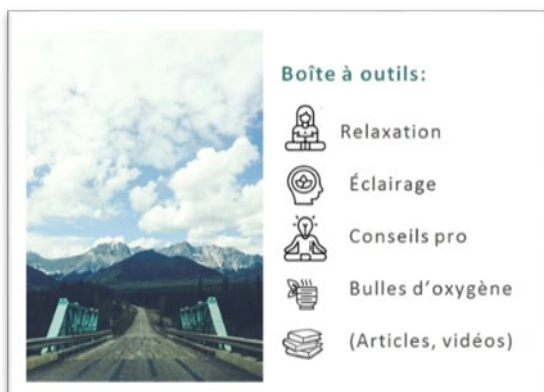 Boîte à outils:
Relaxation
Éclairage
Conseils pro
Bulles d'oxygène
(Articles, vidéos)